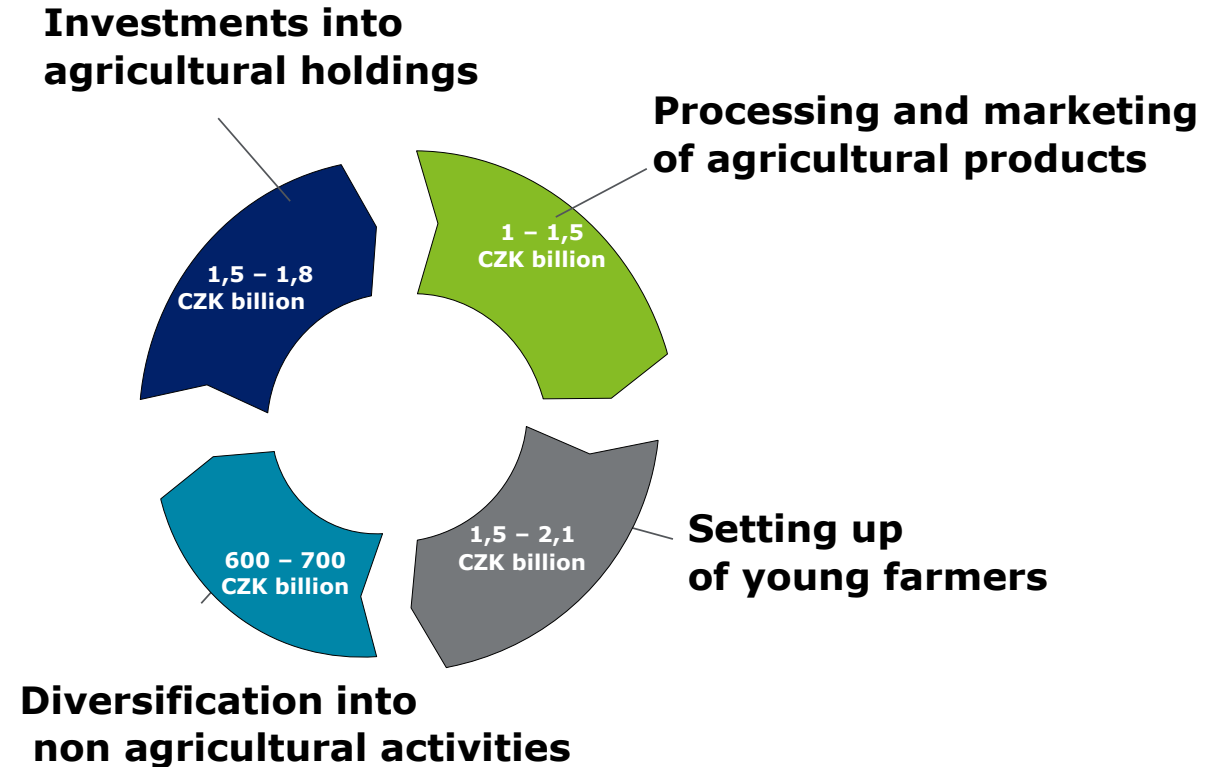 Investments into
agricultural holdings
Processing and marketing
of agricultural products
1 – 1,5
CZK billion
1,5 – 1,8
CZK billion
1,5 – 2,1
CZK billion
Setting up
of young farmers
600 – 700
CZK billion
Diversification into
non agricultural activities